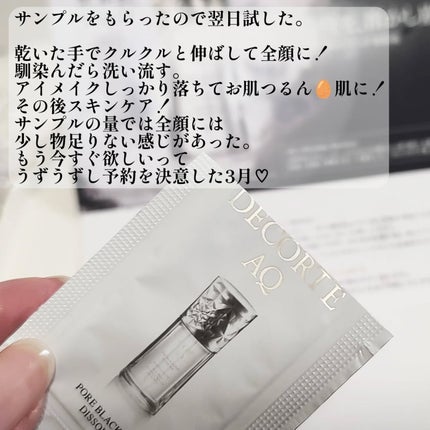 サンプルをもらったので翌日試した。
乾いた手でクルクルと伸ばして全顔に！
馴染んだら洗い流す。
アイメイクしっかり落ちてお肌つるん🥚肌に！
その後スキンケア！
サンプルの量では全顔には
少し物足りない感じがあった。
もう今すぐ欲しいって
うずうずし予約を決意した3月♡
DECORTE
AQ
PORE BLACK